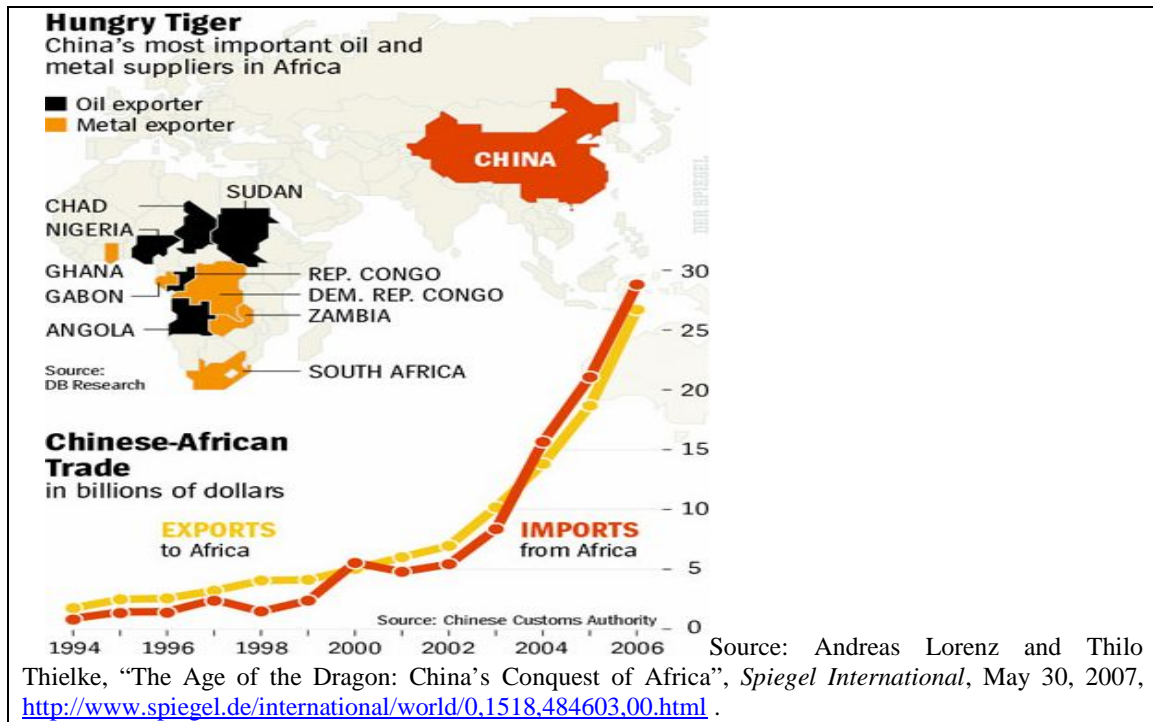 Hungry Tiger
China's most important oil and
metal suppliers in Africa
Oil exporter
Metal exporter
CHINA
DER SPIEGEL
SUDAN
CHAD
NIGERIA
GHANA
GABON
ANGOLA
REP. CONGO
DEM. REP. CONGO
ZAMBIA
SOUTH AFRICA
Source:
DB Research
Chinese-African
Trade
in billions of dollars
EXPORTS
to Africa
IMPORTS
from Africa
30
25
20
15
10
5
0
Source: Chinese Customs Authority
1994 1996 1998 2000 2002 2004 2006
Source: Andreas Lorenz and Thilo
Thielke, “The Age of the Dragon: China’s Conquest of Africa”, Spiegel International, May 30, 2007,
http://www.spiegel.de/international/world/0,1518,484603,00.html .